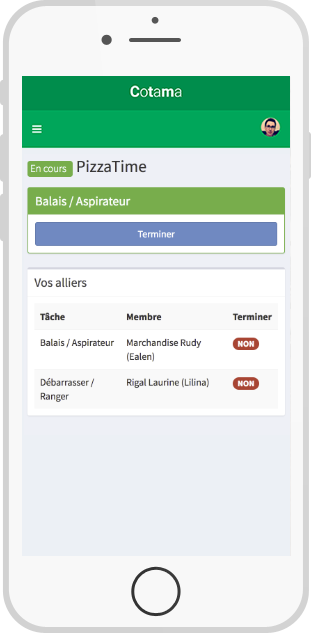 Cotama
En cours PizzaTime
Balais / Aspirateur
Terminer
Vos alliers
Tâche Membre Terminer
Balais / Aspirateur Marchandise Rudy (Ealen) NON
Débarrasser / Ranger Rigal Laurine (Lilina) NON